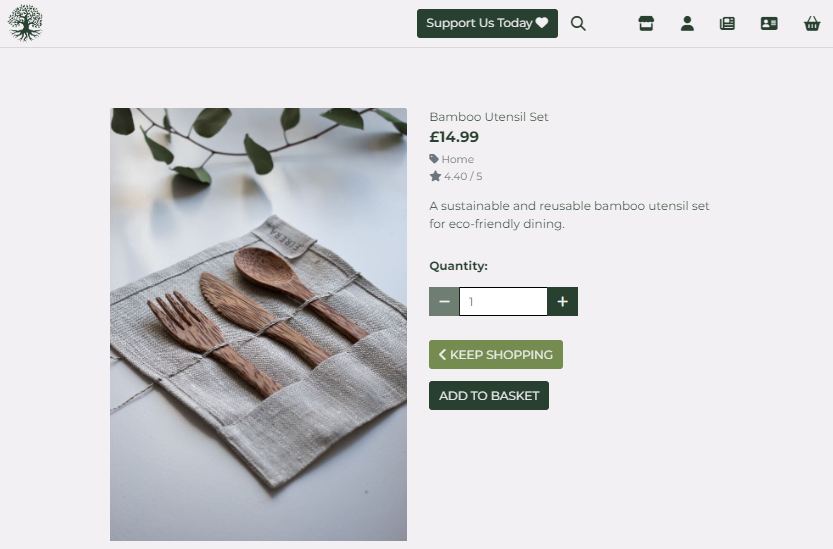 Support Us Today
Bamboo Utensil Set
£14.99
Home
4.40 / 5
A sustainable and reusable bamboo utensil set
for eco-friendly dining.
Quantity:
1
KEEP SHOPPING
ADD TO BASKET